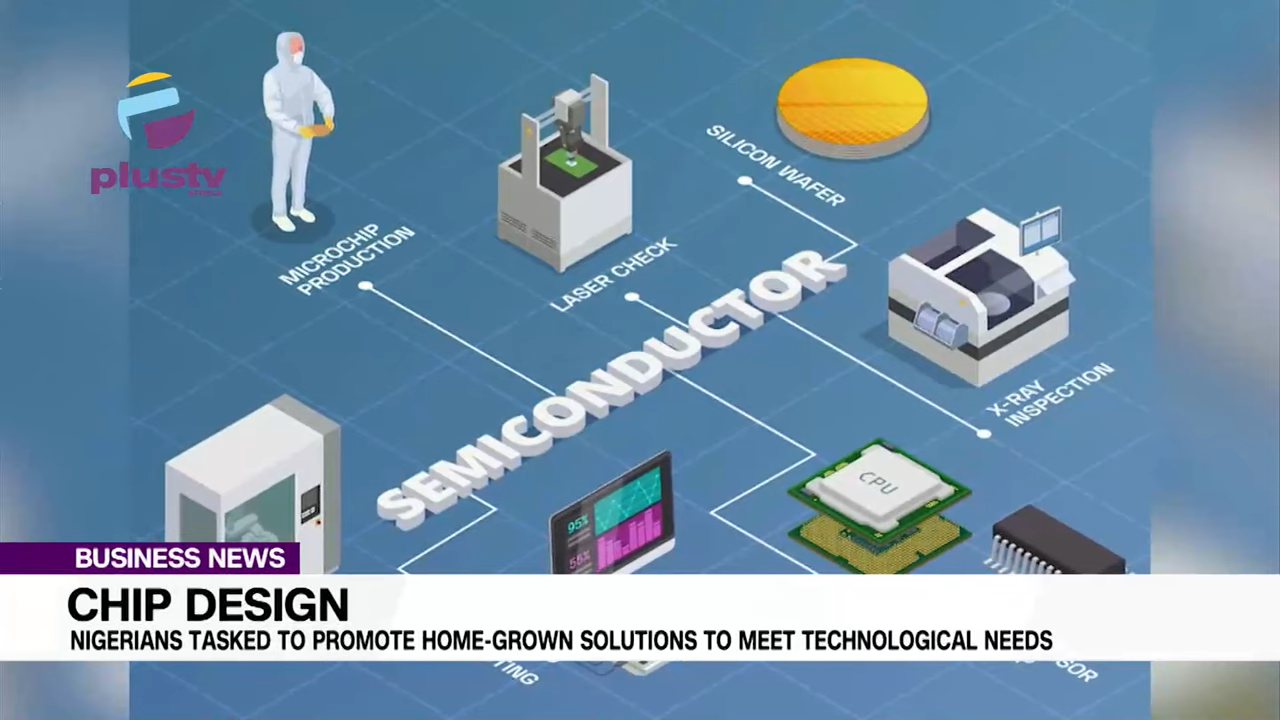 plustv
SILICON WAFER
MICROCHIP
PRODUCTION
LASER CHECK
SEMICONDUCTOR
X-RAY
INSPECTION
CPU
95%
55%
BUSINESS NEWS
CHIP DESIGN
NIGERIANS TASKED TO PROMOTE HOME-GROWN SOLUTIONS TO MEET TECHNOLOGICAL NEEDS